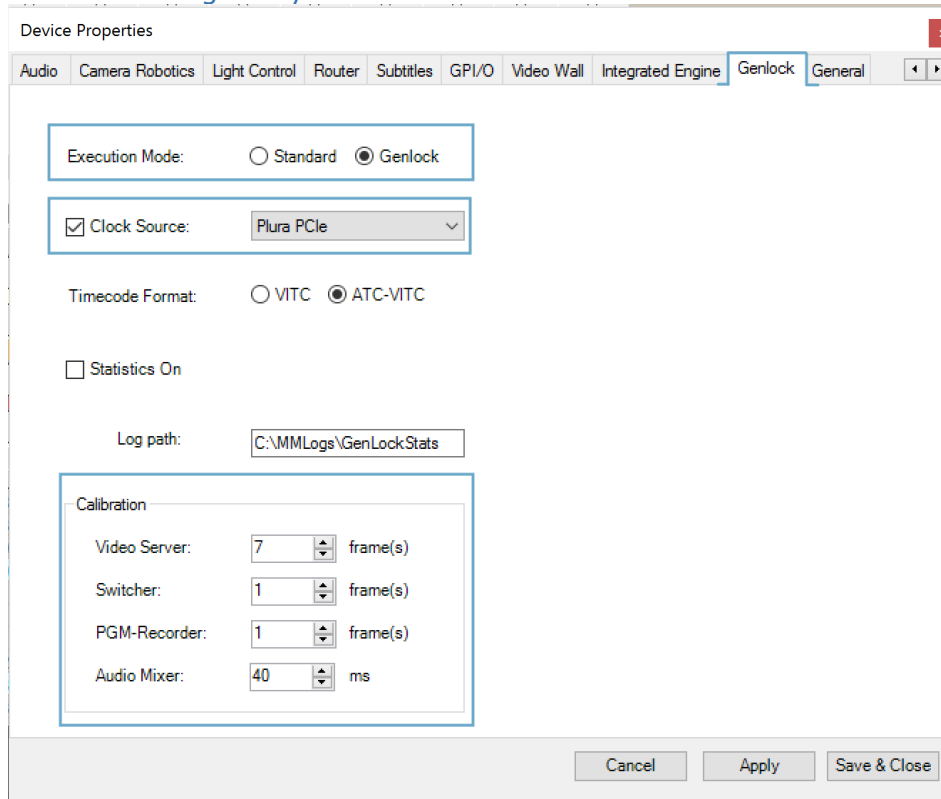 Device Properties
Audio Camera Robotics Light Control Router Subtitles GPI/O Video Wall Integrated Engine Genlock General
Execution Mode: Standard Genlock
Clock Source: Plura PCIe
Timecode Format: VITC ATC-VITC
Statistics On
Log path: C:\MMLogs\GenLockStats
Calibration
Video Server: 7 frame(s)
Switcher: 1 frame(s)
PGM-Recorder: 1 frame(s)
Audio Mixer: 40 ms
Cancel Apply Save & Close